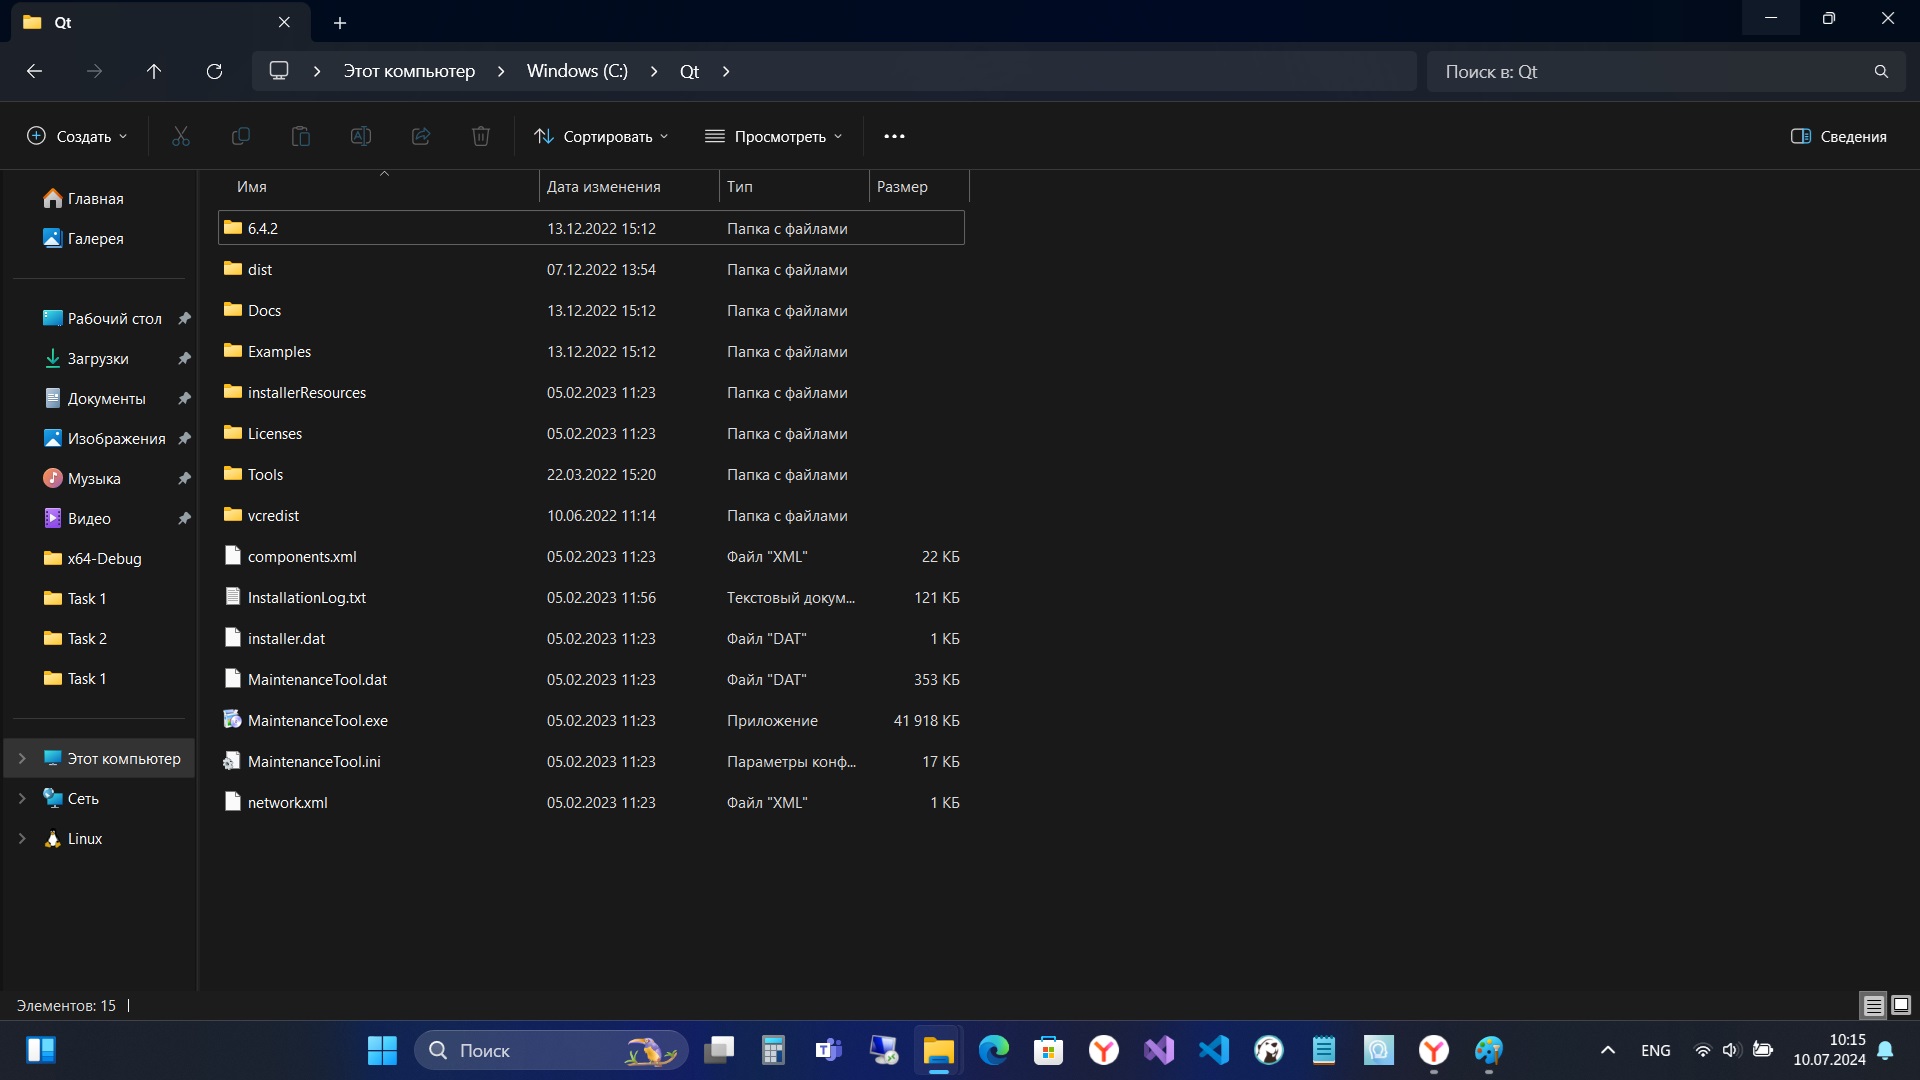 Qt
Этот компьютер > Windows (C:) > Qt >
Поиск в: Qt
Создать
Сортировать
Просмотреть
Сведения
Главная
Галерея
Рабочий стол
Загрузки
Документы
Изображения
Музыка
Видео
x64-Debug
Task 1
Task 2
Task 1
Этот компьютер
Сеть
Linux
Имя Дата изменения Тип Размер
6.4.2 13.12.2022 15:12 Папка с файлами
dist 07.12.2022 13:54 Папка с файлами
Docs 13.12.2022 15:12 Папка с файлами
Examples 13.12.2022 15:12 Папка с файлами
installerResources 05.02.2023 11:23 Папка с файлами
Licenses 05.02.2023 11:23 Папка с файлами
Tools 22.03.2022 15:20 Папка с файлами
vcredist 10.06.2022 11:14 Папка с файлами
components.xml 05.02.2023 11:23 Файл "XML" 22 КБ
InstallationLog.txt 05.02.2023 11:56 Текстовый докум... 121 КБ
installer.dat 05.02.2023 11:23 Файл "DAT" 1 КБ
MaintenanceTool.dat 05.02.2023 11:23 Файл "DAT" 353 КБ
MaintenanceTool.exe 05.02.2023 11:23 Приложение 41 918 КБ
MaintenanceTool.ini 05.02.2023 11:23 Параметры конф... 17 КБ
network.xml 05.02.2023 11:23 Файл "XML" 1 КБ
Элементов: 15
Поиск
ENG
10:15
10.07.2024